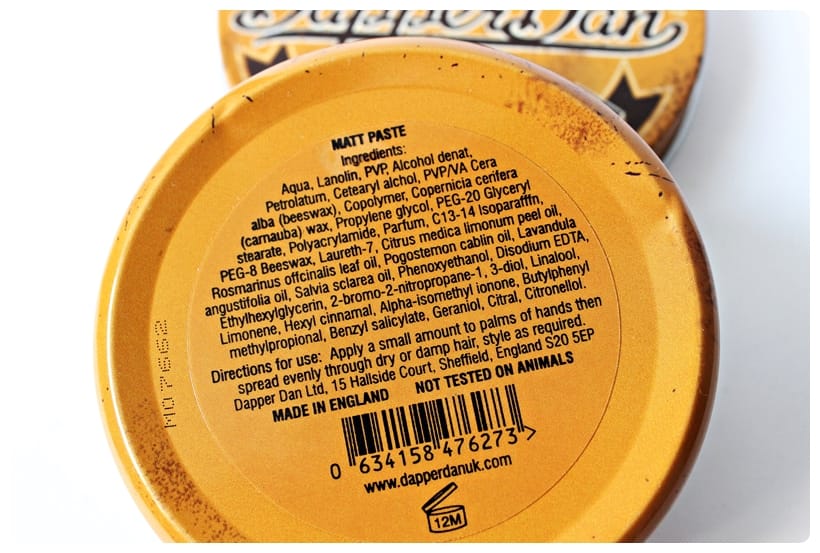 DapperDan
MATT PASTE
Ingredients:
Aqua, Lanolin, PVP, Alcohol denat,
Petrolatum, Cetearyl alchol, PVP/VA Cera
alba (beeswax), Copolymer, Copernicia cerifera
(carnauba) wax, Propylene glycol, PEG-20 Glyceryl
stearate, Polyacrylamide, Parfum, C13-14 Isoparafffn,
PEG-8 Beeswax, Laureth-7, Citrus medica limonum peel oil,
Rosmarinus offcinalis leaf oil, Pogostemon cablin oil, Lavandula
angustifolia oil, Salvia sclarea oil, Phenoxyethanol, Disodium EDTA,
Ethylhexylglycerin, 2-bromo-2-nitropropane-1, 3-diol, Linalool,
Limonene, Hexyl cinnamal, Alpha-isomethyl ionone, Butylphenyl
methylpropional, Benzyl salicylate, Geraniol, Citral, Citronellol.
Directions for use: Apply a small amount to palms of hands then
spread evenly through dry or damp hair, style as required.
Dapper Dan Ltd, 15 Hallside Court, Sheffield, England S20 5EP
MADE IN ENGLAND NOT TESTED ON ANIMALS
0 634158 476273 >
www.dapperdanuk.com
12M
M07662